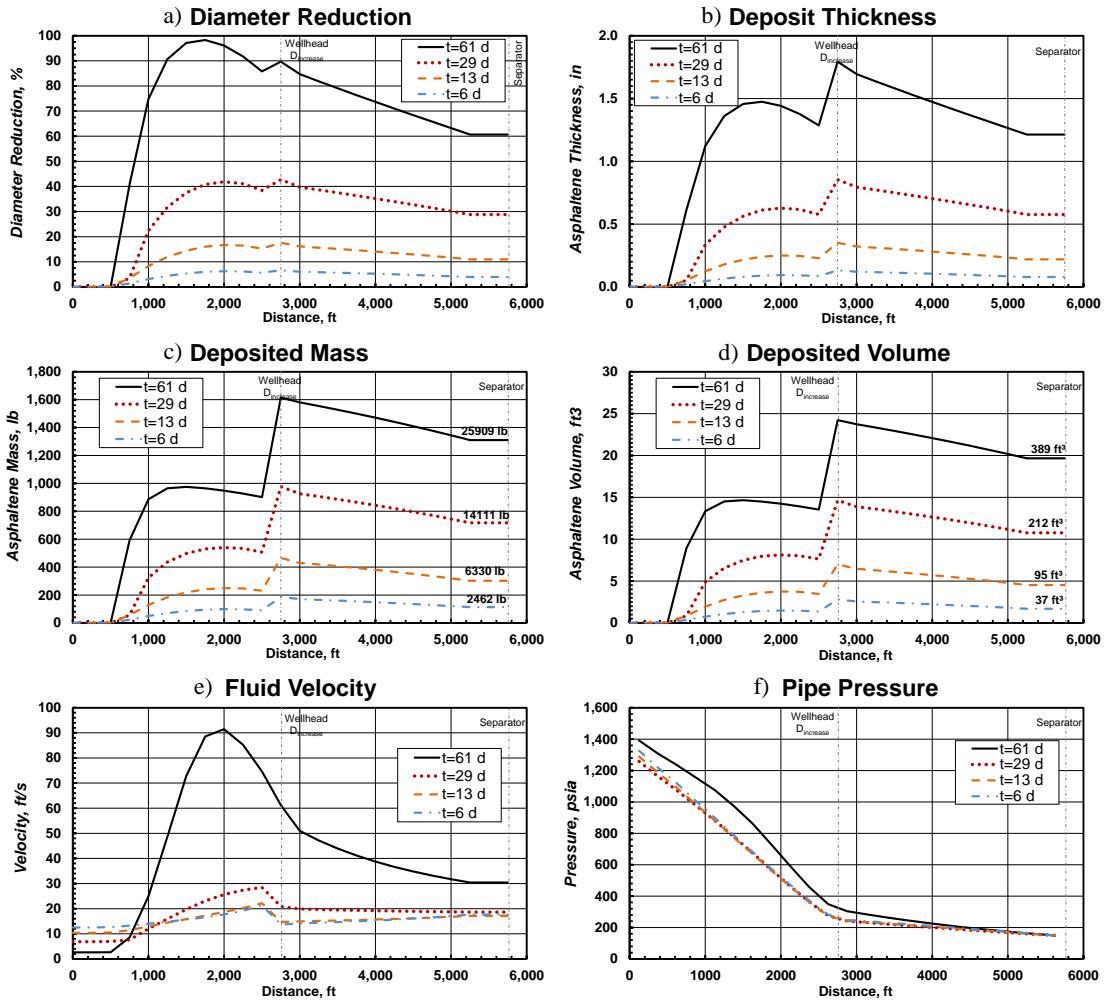 a) Diameter Reduction
100
90
80
70
60
50
40
30
20
10
0
Diameter Reduction, %
Wellhead
Dincrease
Separator
t=61 d
t=29 d
t=13 d
t=6 d
0 1,000 2,000 3,000 4,000 5,000 6,000
Distance, ft
b) Deposit Thickness
2.0
1.5
1.0
0.5
0.0
Asphaltene Thickness, in
t=61 d
t=29 d
t=13 d
t=6 d
Wellhead
Dincrease
Separator
0 1,000 2,000 3,000 4,000 5,000 6,000
Distance, ft
c) Deposited Mass
1,800
1,600
1,400
1,200
1,000
800
600
400
200
0
Asphaltene Mass, lb
t=61 d
t=29 d
t=13 d
t=6 d
Wellhead
Dincrease
Separator
25909 lb
14111 lb
6330 lb
2462 lb
0 1,000 2,000 3,000 4,000 5,000 6,000
Distance, ft
d) Deposited Volume
30
25
20
15
10
5
0
Asphaltene Volume, ft3
t=61 d
t=29 d
t=13 d
t=6 d
Wellhead
Dincrease
Separator
389 ft³
212 ft³
95 ft³
37 ft³
0 1,000 2,000 3,000 4,000 5,000 6,000
Distance, ft
e) Fluid Velocity
100
90
80
70
60
50
40
30
20
10
0
Velocity, ft/s
Wellhead
Dincrease
Separator
t=61 d
t=29 d
t=13 d
t=6 d
0 1,000 2,000 3,000 4,000 5,000 6,000
Distance, ft
f) Pipe Pressure
1,600
1,400
1,200
1,000
800
600
400
200
0
Pressure, psia
Wellhead
Dincrease
Separator
t=61 d
t=29 d
t=13 d
t=6 d
0 1000 2000 3000 4000 5000 6000
Distance, ft